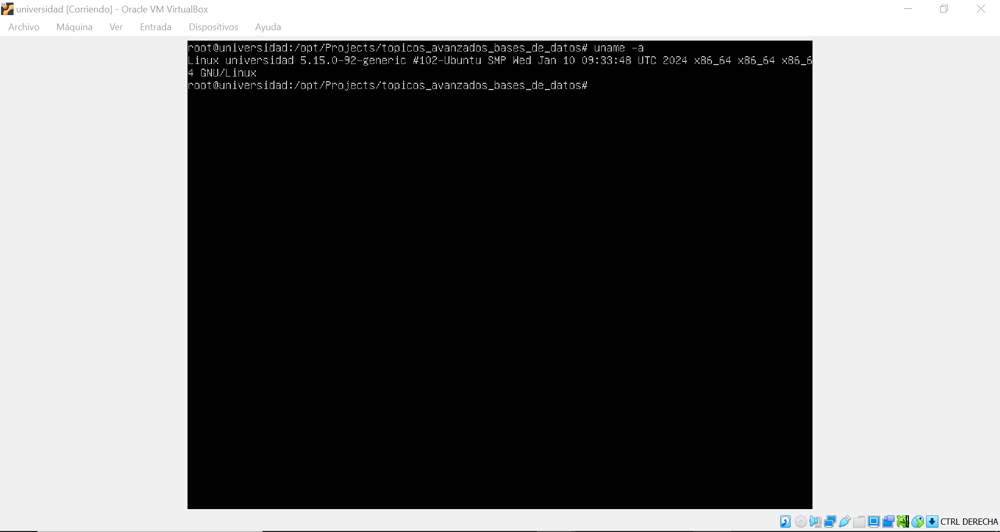 universidad [Corriendo] - Oracle VM VirtualBox
Archivo Máquina Ver Entrada Dispositivos Ayuda
root@universidad:/opt/Projects/topicos_avanzados_bases_de_datos# uname -a
Linux universidad 5.15.0-92-generic #102-Ubuntu SMP Wed Jan 10 09:33:48 UTC 2024 x86_64 x86_64 x86_6
4 GNU/Linux
root@universidad:/opt/Projects/topicos_avanzados_bases_de_datos#
CTRL DERECHA